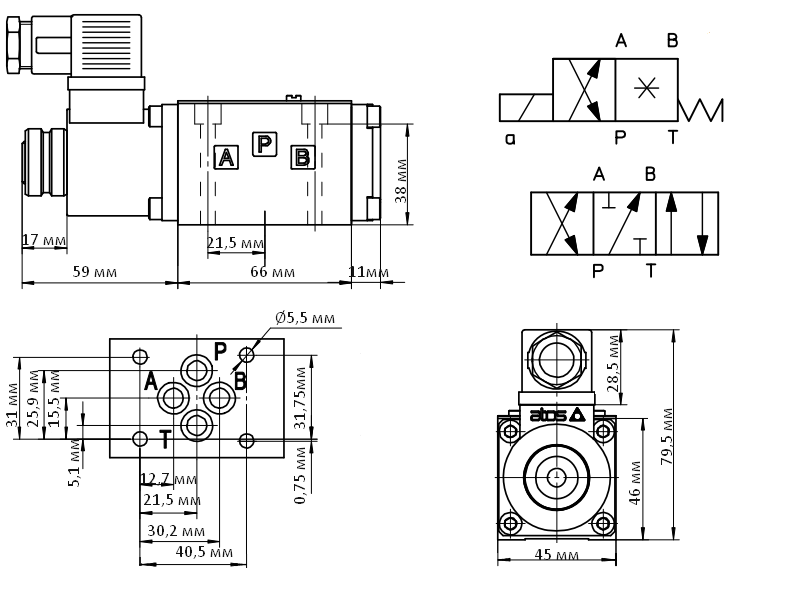 A B
a P T
A P B
38 мм
17 мм
21,5 мм
59 мм 66 мм 11мм
A B
P T
Ø5,5 мм
P
A B
T
31 мм
25,9 мм
15,5 мм
5,1 мм
31,75мм
0,75 мм
12,7 мм
21,5 мм
30,2 мм
40,5 мм
28,5 мм
79,5 мм
atos
46 мм
45 мм